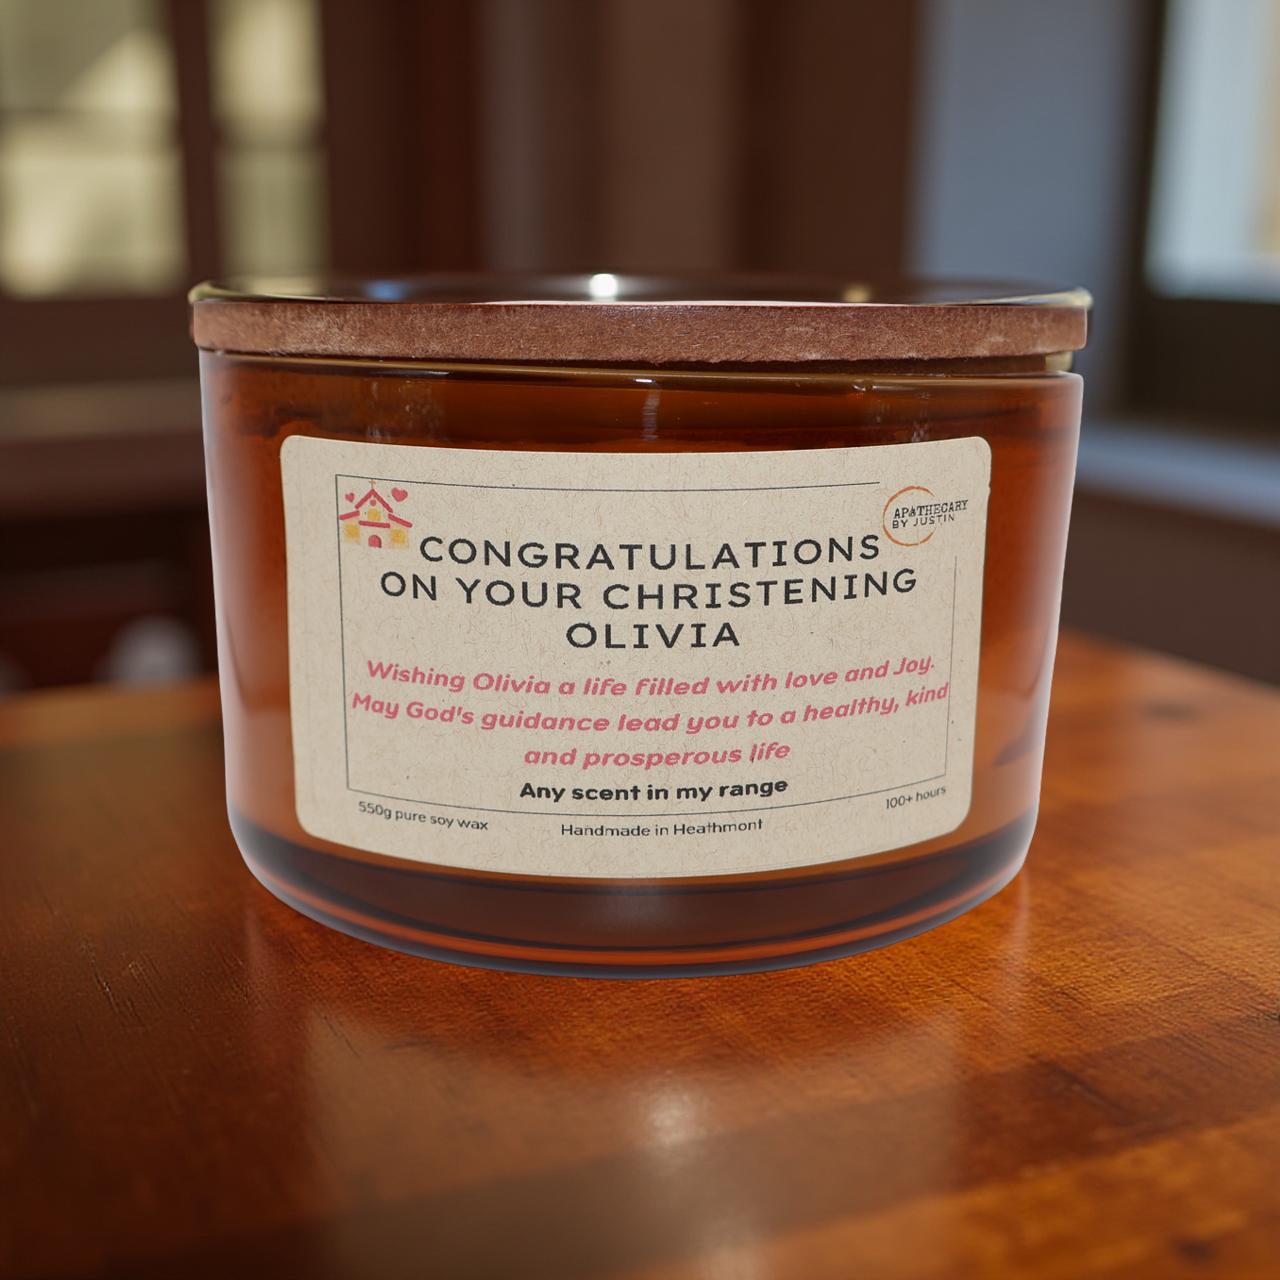 APATHECARY
BY JUSTIN
CONGRATULATIONS
ON YOUR CHRISTENING
OLIVIA
Wishing Olivia a life filled with love and Joy.
May God's guidance lead you to a healthy, kind
and prosperous life
Any scent in my range
550g pure soy wax
Handmade in Heathmont
100+ hours